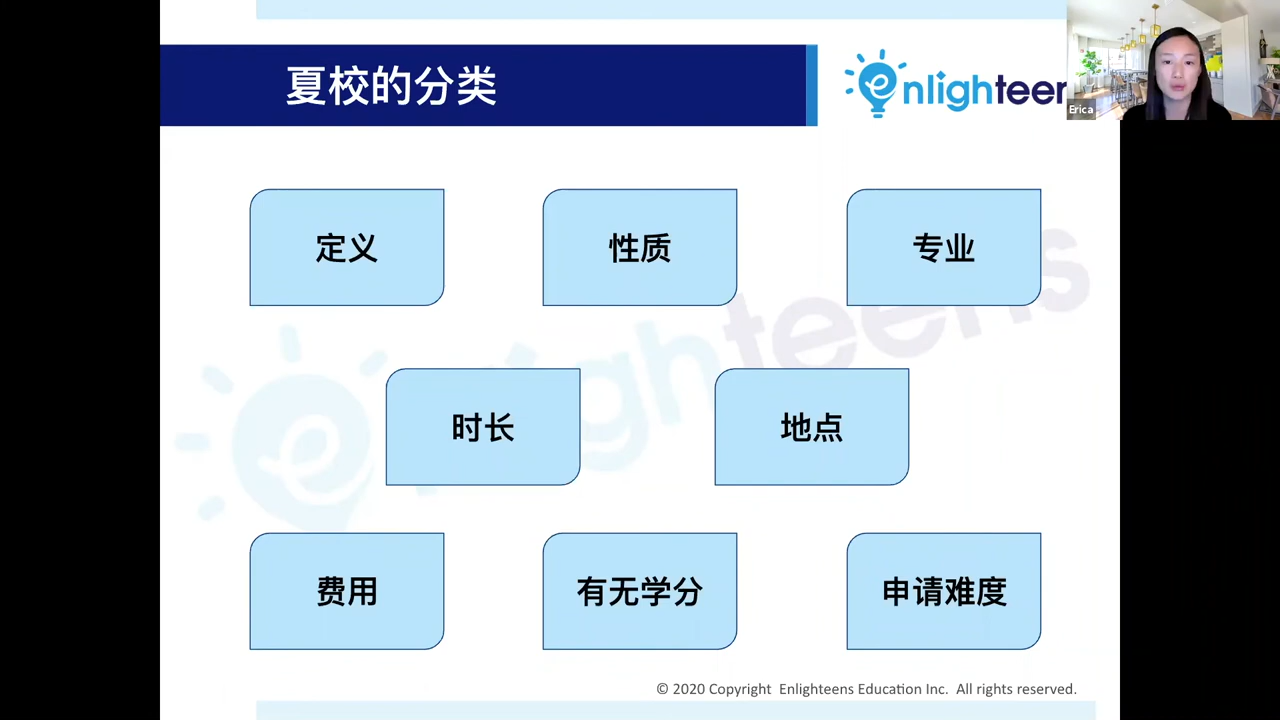 夏校的分类
enlighteen
Erica
定义
性质
专业
时长
地点
费用
有无学分
申请难度
enlighteens
© 2020 Copyright Enlighteens Education Inc. All rights reserved.